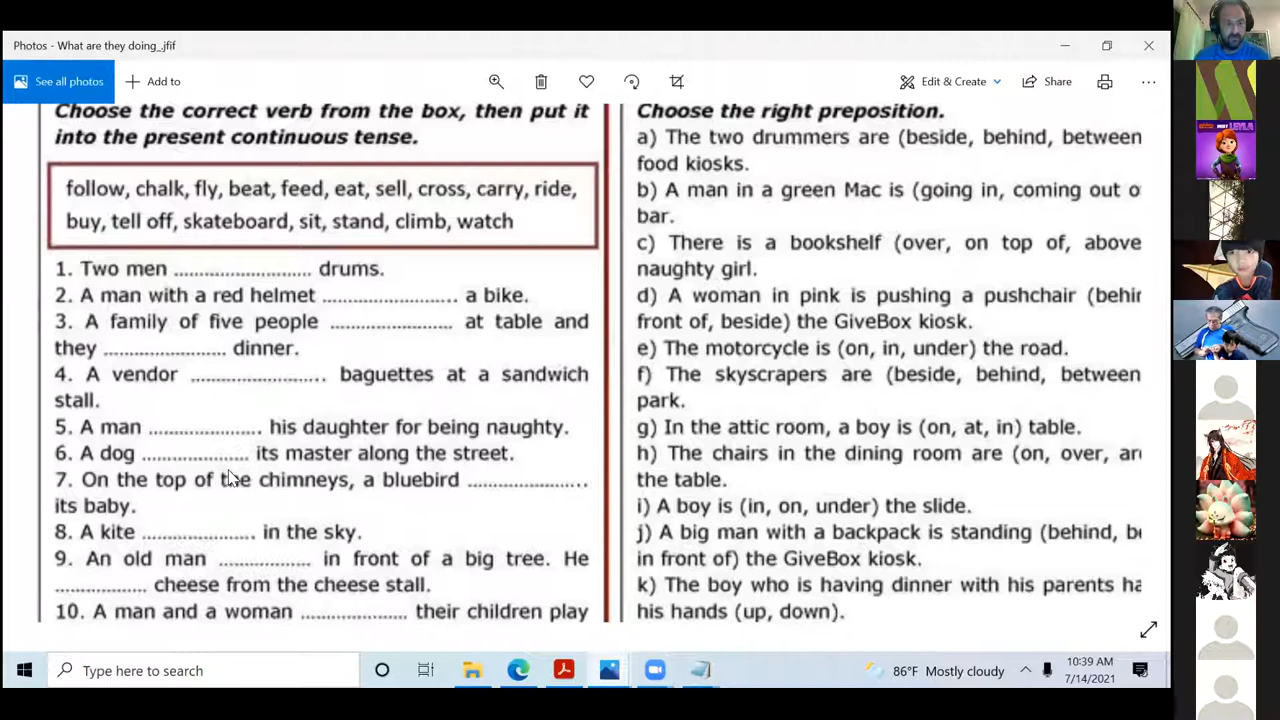 Photos - What are they doing_.jfif
See all photos
Add to
Edit & Create
Share
Choose the correct verb from the box, then put it
into the present continuous tense.
follow, chalk, fly, beat, feed, eat, sell, cross, carry, ride,
buy, tell off, skateboard, sit, stand, climb, watch
1. Two men .......................... drums.
2. A man with a red helmet .......................... a bike.
3. A family of five people ....................... at table and
they ....................... dinner.
4. A vendor .......................... baguettes at a sandwich
stall.
5. A man ..................... his daughter for being naughty.
6. A dog .................... its master along the street.
7. On the top of the chimneys, a bluebird .......................
its baby.
8. A kite ..................... in the sky.
9. An old man ................. in front of a big tree. He
................. cheese from the cheese stall.
10. A man and a woman .................... their children play
Choose the right preposition.
a) The two drummers are (beside, behind, between
food kiosks.
b) A man in a green Mac is (going in, coming out
bar.
c) There is a bookshelf (over, on top of, above
naughty girl.
d) A woman in pink is pushing a pushchair
front of, beside) the GiveBox kiosk.
e) The motorcycle is (on, in, under) the road.
f) The skyscrapers are (beside, behind, between
park.
g) In the attic room, a boy is (on, at, in) table.
h) The chairs in the dining room are (on, over,
the table.
i) A boy is (in, on, under) the slide.
j) A big man with a backpack is standing (behind,
in front of) the GiveBox kiosk.
k) The boy who is having dinner with his parents
his hands (up, down).
Type here to search
86°F Mostly cloudy
10:39 AM
7/14/2021